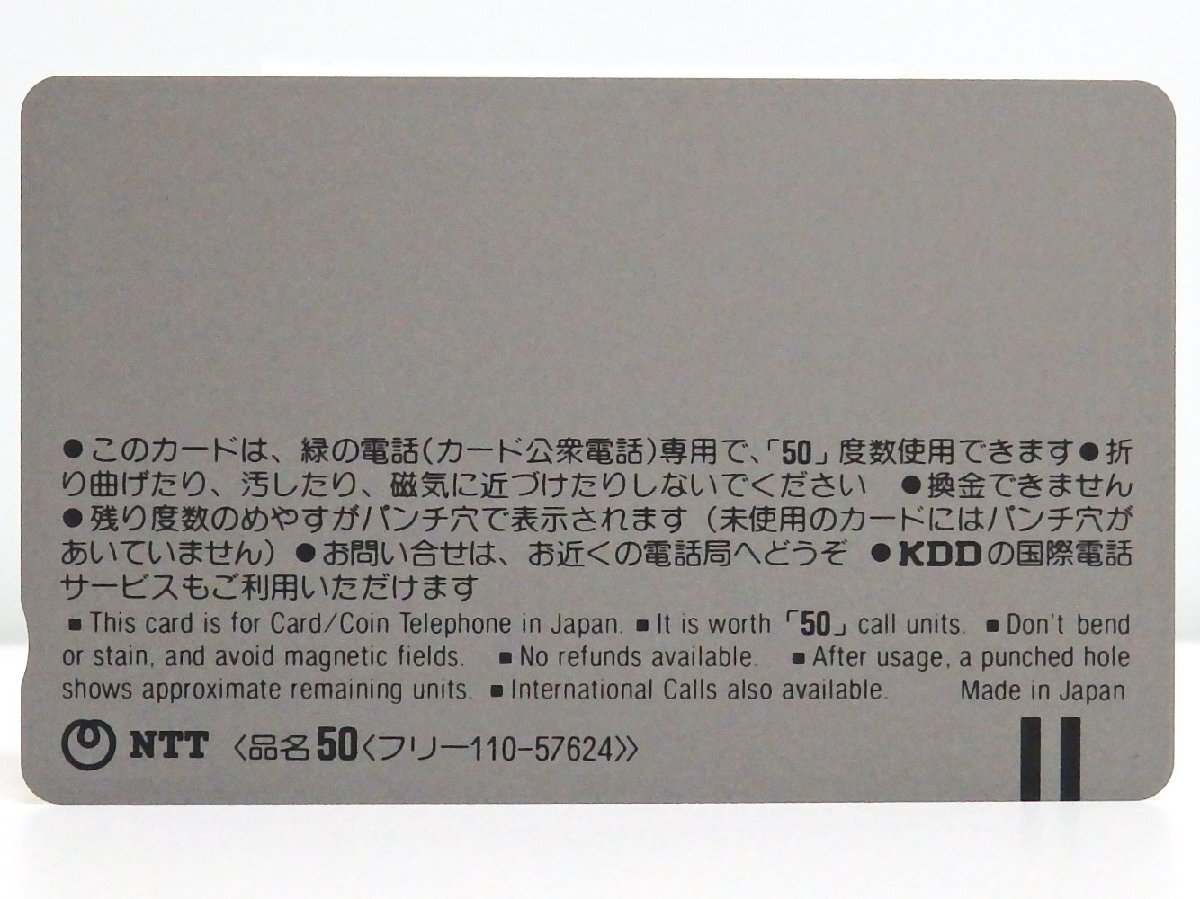 ●このカードは、緑の電話(カード公衆電話)専用で、「50」度数使用できます●折
り曲げたり、汚したり、磁気に近づけたりしないでください　●換金できません
●残り度数のめやすがパンチ穴で表示されます（未使用のカードにはパンチ穴が
あいていません）●お問い合せは、お近くの電話局へどうぞ　●KDDの国際電話
サービスもご利用いただけます
■This card is for Card/Coin Telephone in Japan. ■It is worth「50」call units. ■Don't bend
or stain, and avoid magnetic fields. ■No refunds available. ■After usage, a punched hole
shows approximate remaining units. ■International Calls also available. Made in Japan
NTT〈品名50〈フリー110-57624〉〉